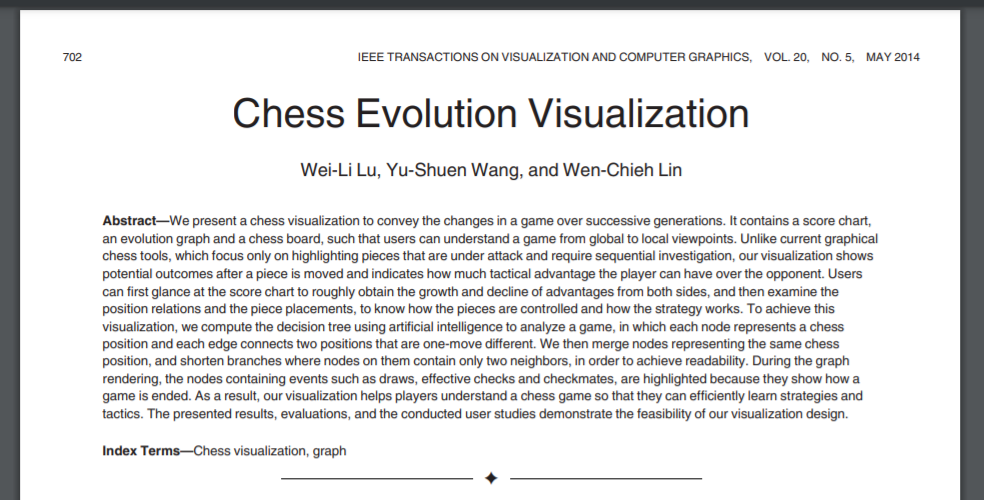 702
IEEE TRANSACTIONS ON VISUALIZATION AND COMPUTER GRAPHICS, VOL. 20, NO. 5, MAY 2014
Chess Evolution Visualization
Wei-Li Lu, Yu-Shuen Wang, and Wen-Chieh Lin
Abstract—We present a chess visualization to convey the changes in a game over successive generations. It contains a score chart,
an evolution graph and a chess board, such that users can understand a game from global to local viewpoints. Unlike current graphical
chess tools, which focus only on highlighting pieces that are under attack and require sequential investigation, our visualization shows
potential outcomes after a piece is moved and indicates how much tactical advantage the player can have over the opponent. Users
can first glance at the score chart to roughly obtain the growth and decline of advantages from both sides, and then examine the
position relations and the piece placements, to know how the pieces are controlled and how the strategy works. To achieve this
visualization, we compute the decision tree using artificial intelligence to analyze a game, in which each node represents a chess
position and each edge connects two positions that are one-move different. We then merge nodes representing the same chess
position, and shorten branches where nodes on them contain only two neighbors, in order to achieve readability. During the graph
rendering, the nodes containing events such as draws, effective checks and checkmates, are highlighted because they show how a
game is ended. As a result, our visualization helps players understand a chess game so that they can efficiently learn strategies and
tactics. The presented results, evaluations, and the conducted user studies demonstrate the feasibility of our visualization design.
Index Terms—Chess visualization, graph